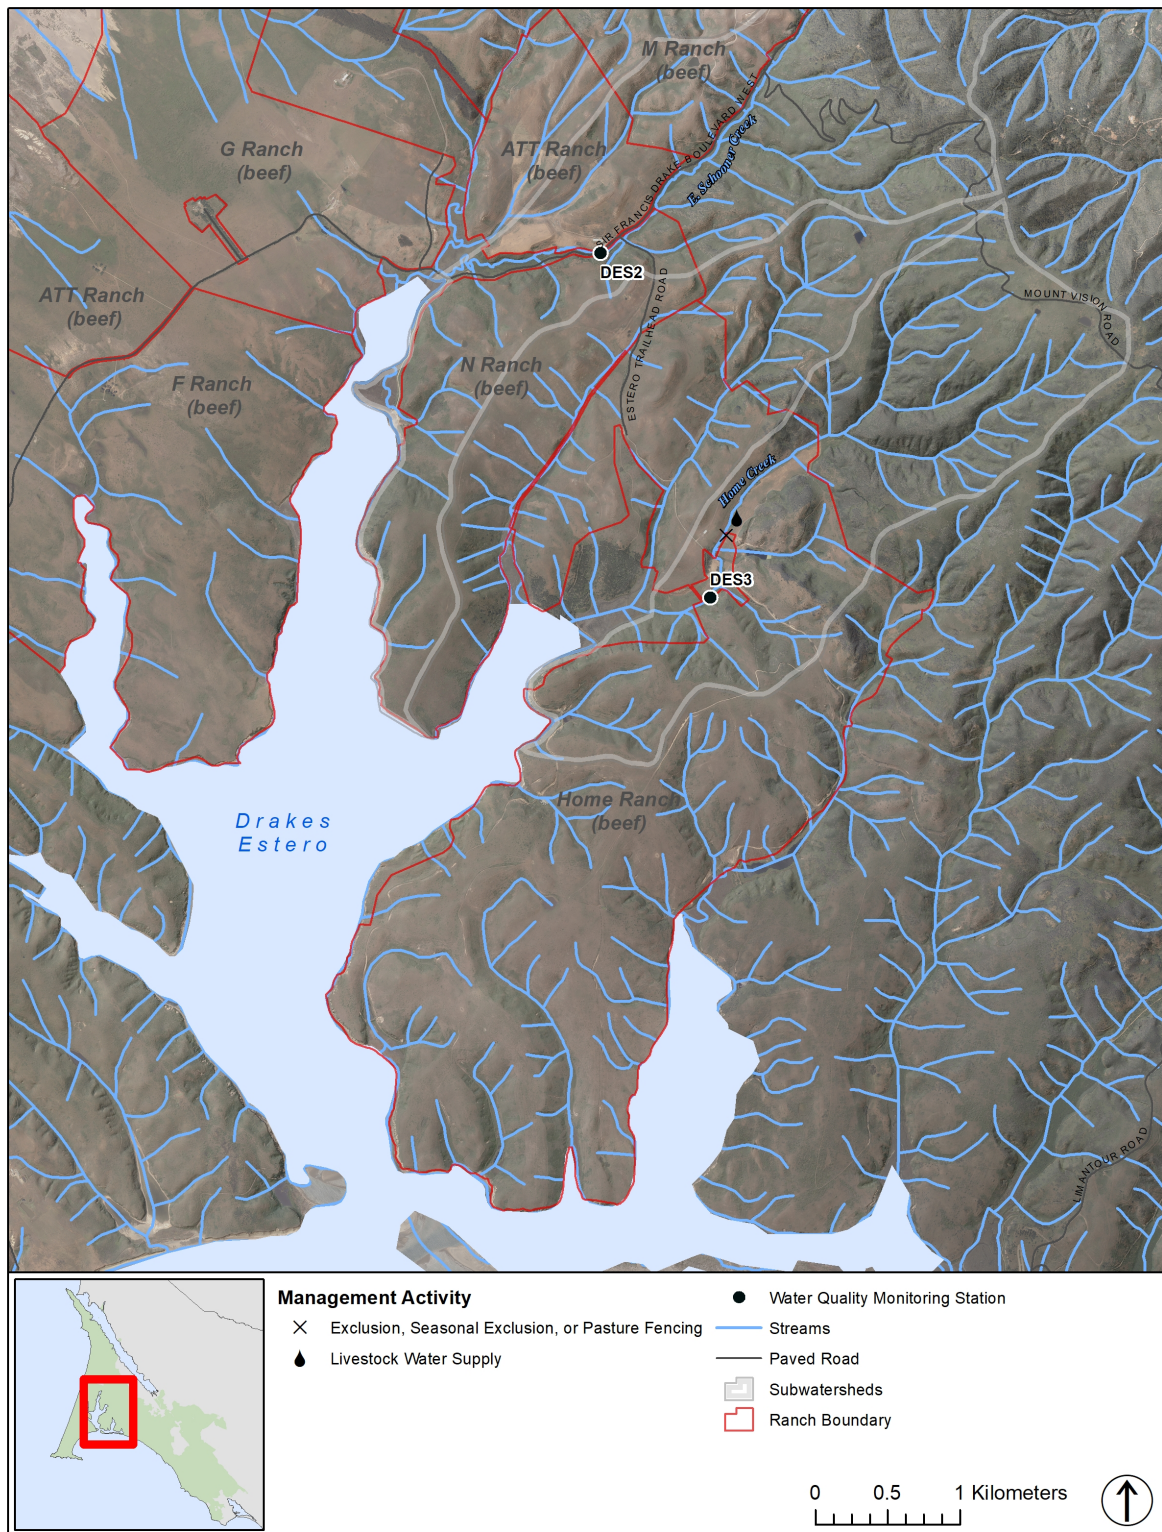 M Ranch
(beef)
SIR FRANCIS DRAKE BOULEVARD WEST
E. Schooner Creek
G Ranch
(beef)
ATT Ranch
(beef)
DES2
ATT Ranch
(beef)
MOUNT VISION ROAD
ESTERO TRAILHEAD ROAD
N Ranch
(beef)
F Ranch
(beef)
Home Creek
DES3
Home Ranch
(beef)
Drakes
Estero
LIMANTOUR ROAD
Management Activity
Exclusion, Seasonal Exclusion, or Pasture Fencing
Livestock Water Supply
Water Quality Monitoring Station
Streams
Paved Road
Subwatersheds
Ranch Boundary
0 0.5 1 Kilometers